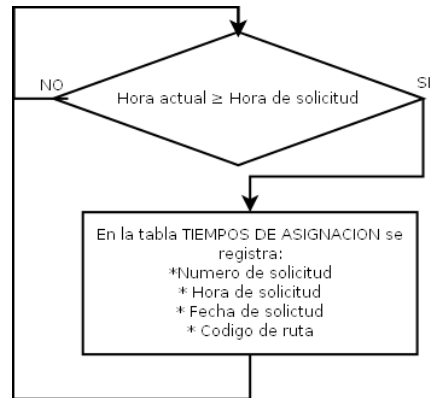 NO
SI
Hora actual ≥ Hora de solicitud
En la tabla TIEMPOS DE ASIGNACION se
registra:
*Numero de solicitud
* Hora de solicitud
* Fecha de solictud
* Codigo de ruta